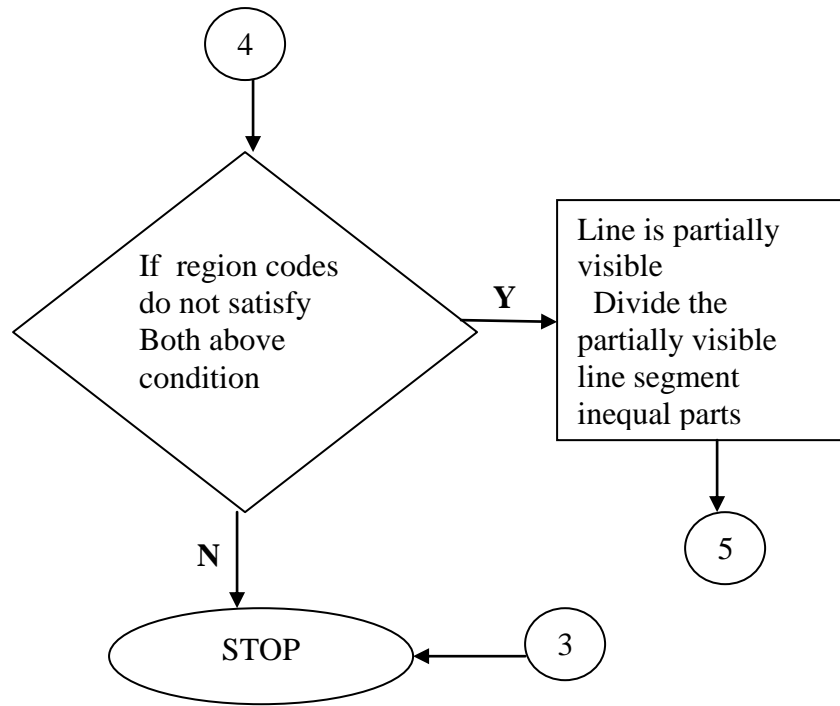 4
If region codes
do not satisfy
Both above
condition
Y
Line is partially
visible
Divide the
partially visible
line segment
inequal parts
5
N
STOP
3